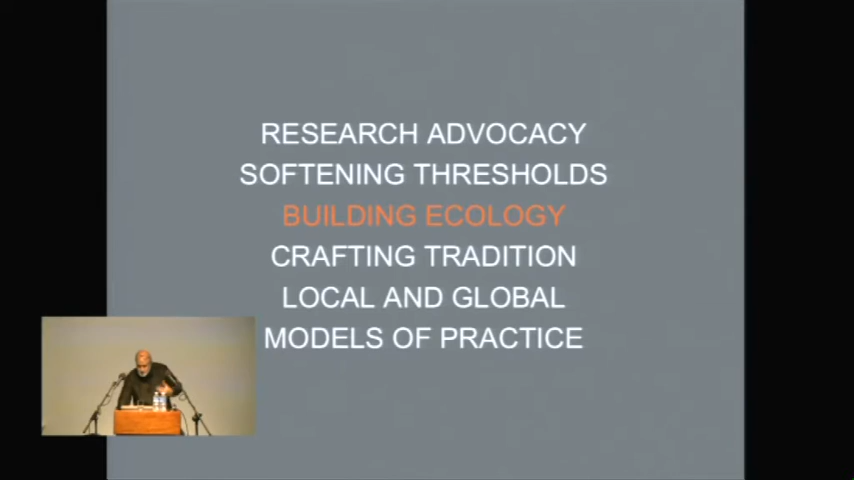 RESEARCH ADVOCACY
SOFTENING THRESHOLDS
BUILDING ECOLOGY
CRAFTING TRADITION
LOCAL AND GLOBAL
MODELS OF PRACTICE